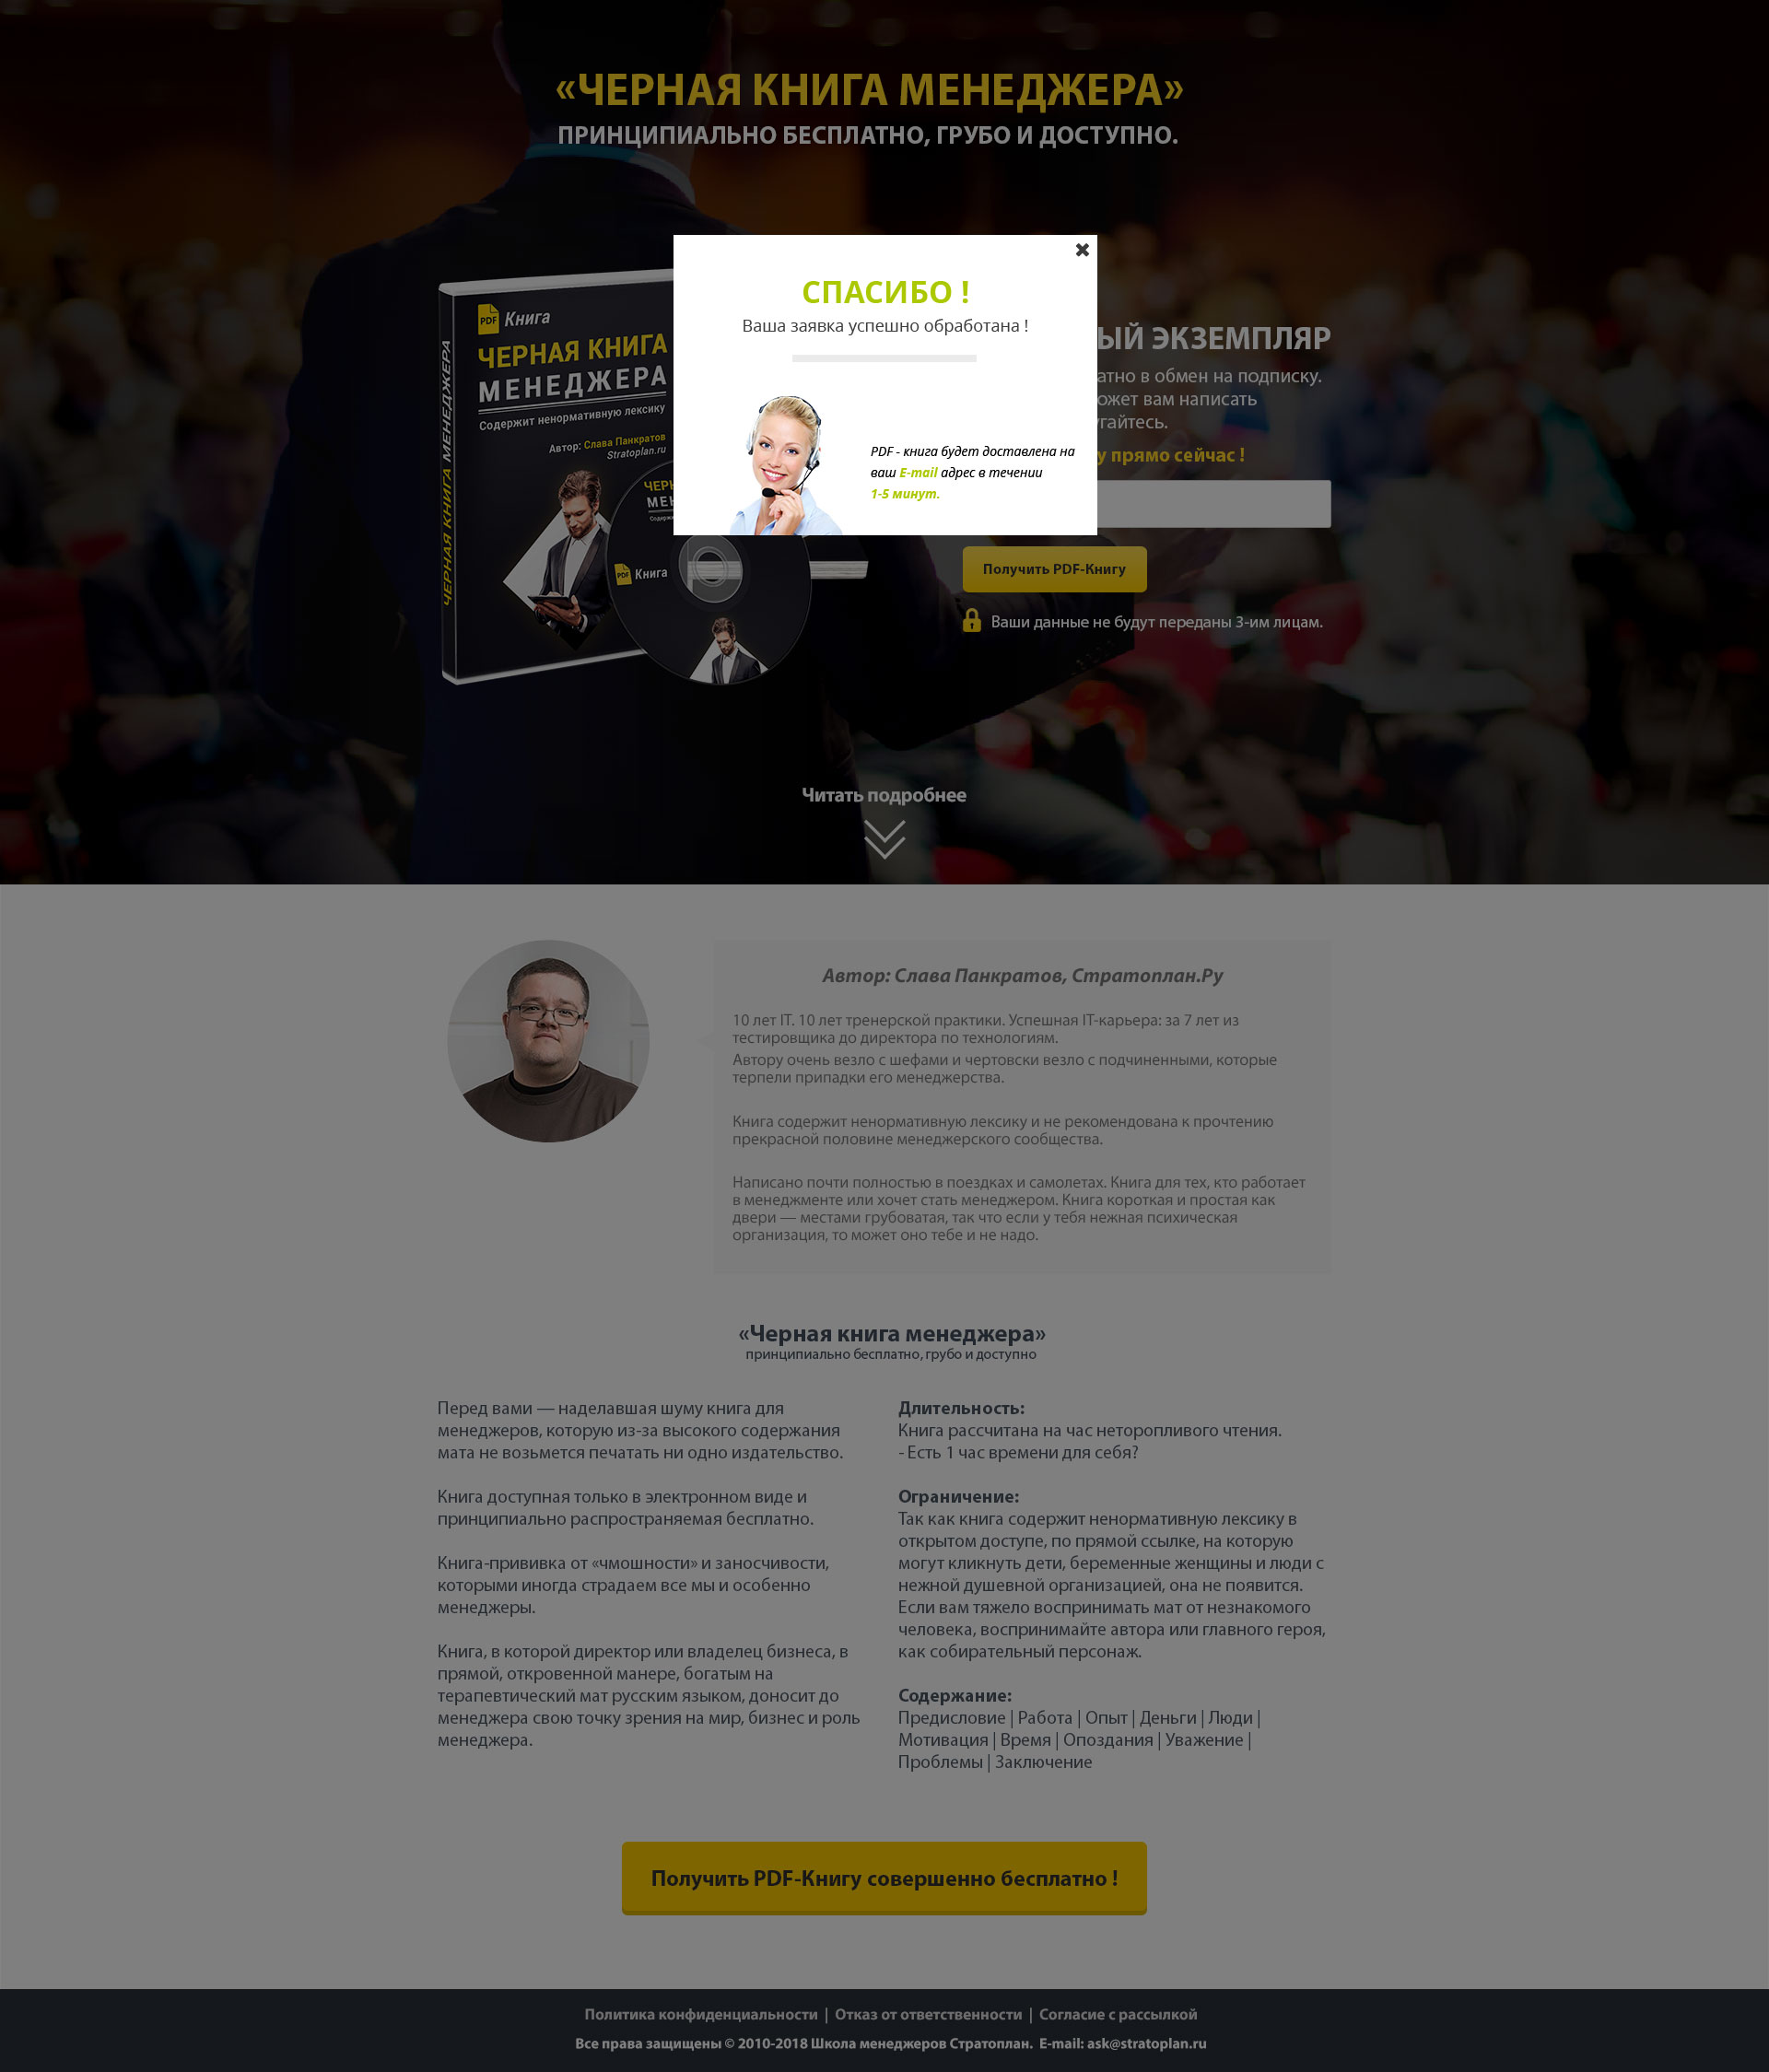 «ЧЕРНАЯ КНИГА МЕНЕДЖЕРА»
ПРИНЦИПИАЛЬНО БЕСПЛАТНО, ГРУБО И ДОСТУПНО.
СПАСИБО !
Ваша заявка успешно обработана !
PDF - книга будет доставлена на
ваш E-mail адрес в течении
1-5 минут.
PDF Книга
ЧЕРНАЯ КНИГА
МЕНЕДЖЕРА
Содержит ненормативную лексику
Автор: Слава Панкратов
Stratoplan.ru
ЧЕРНАЯ КНИГА МЕНЕДЖЕРА
PDF Книга
ЫЙ ЭКЗЕМПЛЯР
атно в обмен на подписку.
ожет вам написать
гайтесь.
у прямо сейчас !
Получить PDF-Книгу
Ваши данные не будут переданы 3-им лицам.
Читать подробнее
Автор: Слава Панкратов, Стратоплан.Ру
10 лет IT. 10 лет тренерской практики. Успешная IT-карьера: за 7 лет из
тестировщика до директора по технологиям.
Автору очень везло с шефами и чертовски везло с подчиненными, которые
терпели припадки его менеджерства.
Книга содержит ненормативную лексику и не рекомендована к прочтению
прекрасной половине менеджерского сообщества.
Написано почти полностью в поездках и самолетах. Книга для тех, кто работает
в менеджменте или хочет стать менеджером. Книга короткая и простая как
двери — местами грубоватая, так что если у тебя нежная психическая
организация, то может оно тебе и не надо.
«Черная книга менеджера»
принципиально бесплатно, грубо и доступно
Перед вами — наделавшая шуму книга для
менеджеров, которую из-за высокого содержания
мата не возьмется печатать ни одно издательство.
Книга доступная только в электронном виде и
принципиально распространяемая бесплатно.
Книга-прививка от «чмошности» и заносчивости,
которыми иногда страдаем все мы и особенно
менеджеры.
Книга, в которой директор или владелец бизнеса, в
прямой, откровенной манере, богатым на
терапевтический мат русским языком, доносит до
менеджера свою точку зрения на мир, бизнес и роль
менеджера.
Длительность:
Книга рассчитана на час неторопливого чтения.
- Есть 1 час времени для себя?
Ограничение:
Так как книга содержит ненормативную лексику в
открытом доступе, по прямой ссылке, на которую
могут кликнуть дети, беременные женщины и люди с
нежной душевной организацией, она не появится.
Если вам тяжело воспринимать мат от незнакомого
человека, воспринимайте автора или главного героя,
как собирательный персонаж.
Содержание:
Предисловие | Работа | Опыт | Деньги | Люди |
Мотивация | Время | Опоздания | Уважение |
Проблемы | Заключение
Получить PDF-Книгу совершенно бесплатно !
Политика конфиденциальности | Отказ от ответственности | Согласие с рассылкой
Все права защищены © 2010-2018 Школа менеджеров Стратоплан. E-mail: ask@stratoplan.ru